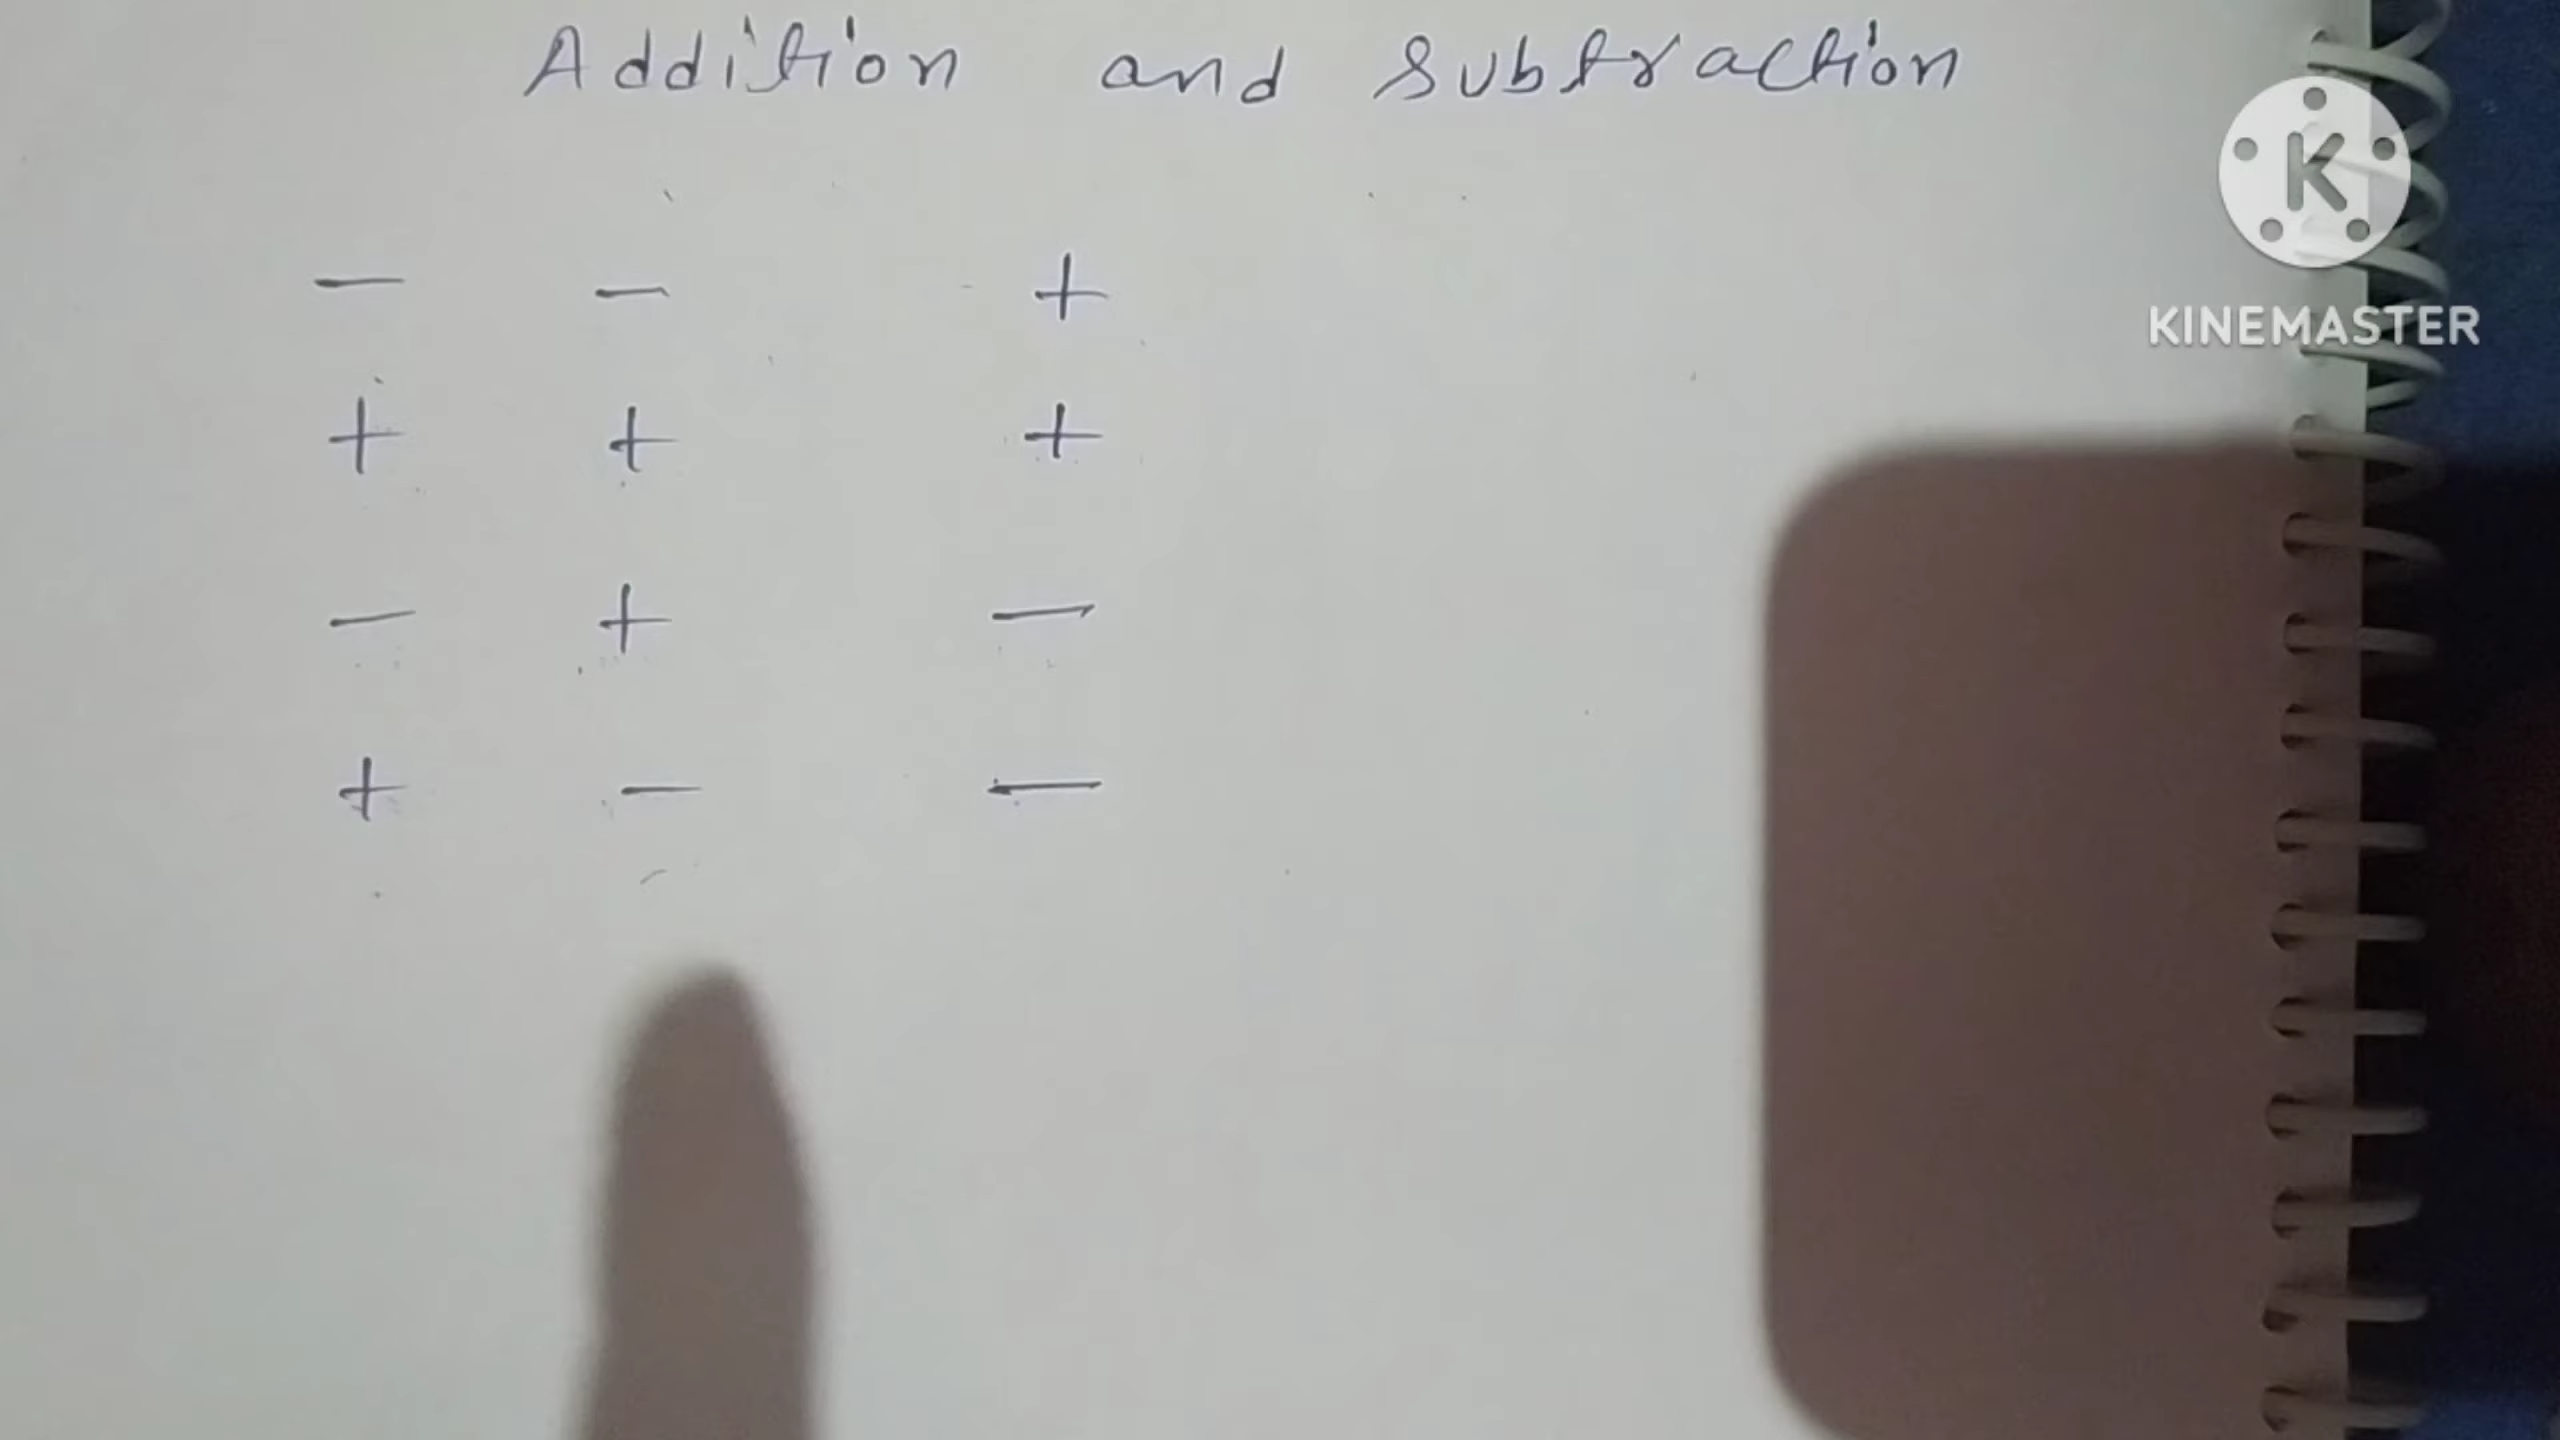 Addition and Subtraction
K
KINEMASTER
- - +
+ + +
- + -
+ - -